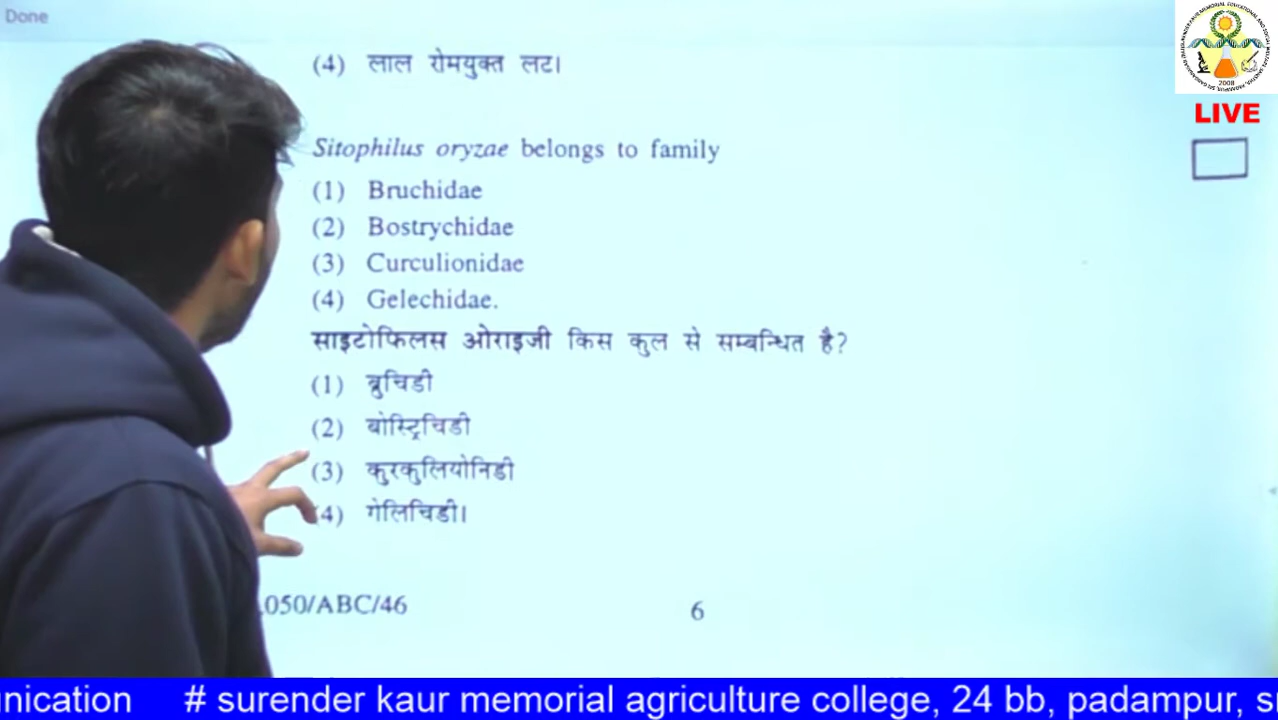 Done
(4) लाल रोमयुक्त लट।
Sitophilus oryzae belongs to family
(1) Bruchidae
(2) Bostrychidae
(3) Curculionidae
(4) Gelechidae.
साइटोफिलस ओराइजी किस कुल से सम्बन्धित है?
(1) ब्रुचिडी
(2) बोस्ट्रिचिडी
(3) कुरकुलियोनिडी
4) गेलिचिडी।
050/ABC/46
6
2008
LIVE
nication # surender kaur memorial agriculture college, 24 bb, padampur, s